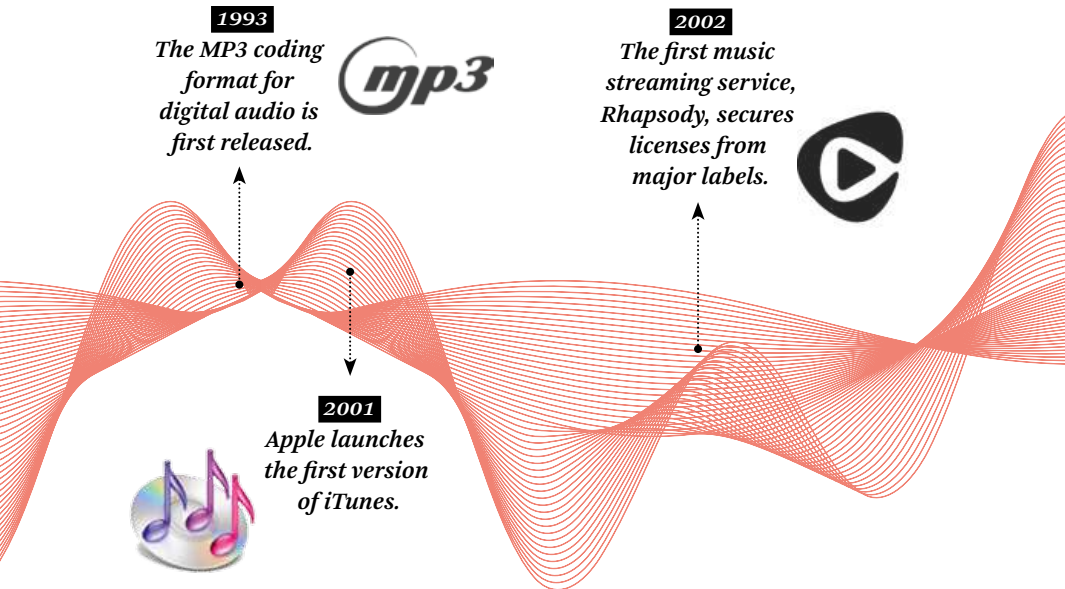 1993
The MP3 coding
format for
digital audio is
first released.
mp3
2001
Apple launches
the first version
of iTunes.
2002
The first music
streaming service,
Rhapsody, secures
licenses from
major labels.